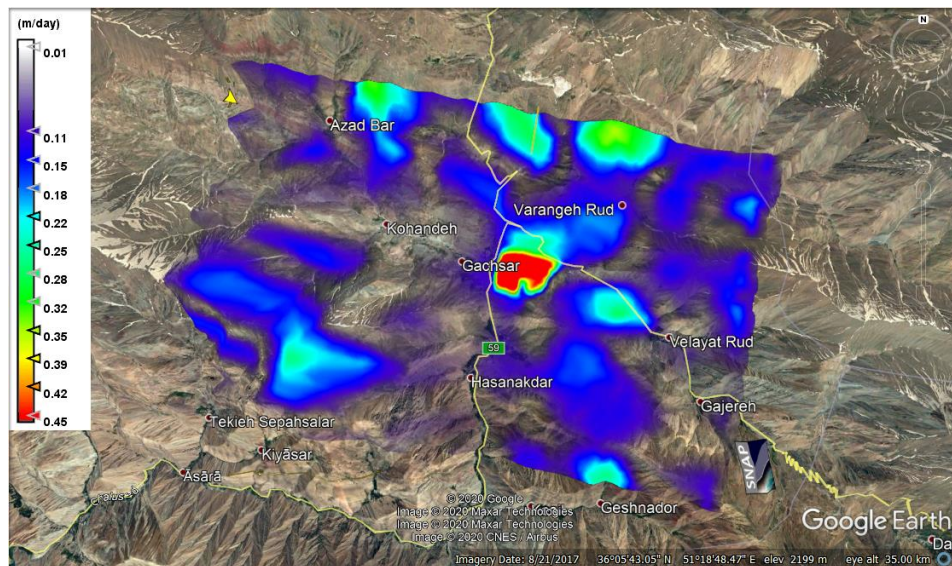 (m/day)
0.01
0.11
0.15
0.18
0.22
0.24
0.28
0.32
0.35
0.39
0.42
0.45
N
Azad Bar
Varangeh Rud
Kohandeh
Gachsar
Velayat Rud
59
Hasanakdar
Gajereh
Tekieh Sepahsalar
Kiyāsar
Asārā
SNAP
Geshnador
© 2020 Google
Image © 2020 Maxar Technologies
Image © 2020 Maxar Technologies
Image © 2020 CNES / Airbus
Google Earth
Da
Imagery Date: 8/21/2017 36°05'43.05" N 51°18'48.47" E elev 2199 m eye alt 35.00 km